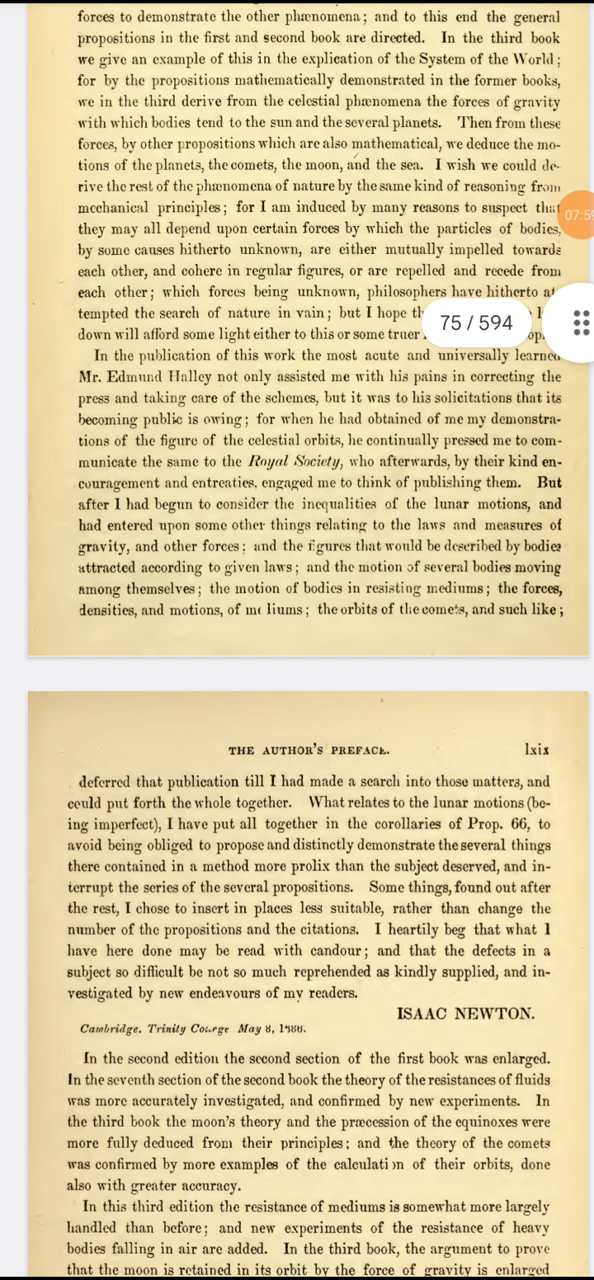 forces to demonstrate the other phænomena; and to this end the general
propositions in the first and second book are directed. In the third book
we give an example of this in the explication of the System of the World;
for by the propositions mathematically demonstrated in the former books,
we in the third derive from the celestial phænomena the forces of gravity
with which bodies tend to the sun and the several planets. Then from these
forces, by other propositions which are also mathematical, we deduce the mo-
tions of the planets, the comets, the moon, and the sea. I wish we could de-
rive the rest of the phænomena of nature by the same kind of reasoning from
mechanical principles; for I am induced by many reasons to suspect that
07:59
they may all depend upon certain forces by which the particles of bodies,
by some causes hitherto unknown, are either mutually impelled towards
each other, and cohere in regular figures, or are repelled and recede from
each other; which forces being unknown, philosophers have hitherto at
tempted the search of nature in vain; but I hope
75 / 594
down will afford some light either to this or some truer
In the publication of this work the most acute and universally learned
Mr. Edmund Halley not only assisted me with his pains in correcting the
press and taking care of the schemes, but it was to his solicitations that its
becoming public is owing; for when he had obtained of me my demonstra-
tions of the figure of the celestial orbits, he continually pressed me to com-
municate the same to the Royal Society, who afterwards, by their kind en-
couragement and entreaties, engaged me to think of publishing them. But
after I had begun to consider the inequalities of the lunar motions, and
had entered upon some other things relating to the laws and measures of
gravity, and other forces; and the figures that would be described by bodies
attracted according to given laws; and the motion of several bodies moving
among themselves; the motion of bodies in resisting mediums; the forces,
densities, and motions, of mediums; the orbits of the comets, and such like;
THE AUTHOR'S PREFACE. lxix
deferred that publication till I had made a search into those matters, and
could put forth the whole together. What relates to the lunar motions (be-
ing imperfect), I have put all together in the corollaries of Prop. 66, to
avoid being obliged to propose and distinctly demonstrate the several things
there contained in a method more prolix than the subject deserved, and in-
terrupt the series of the several propositions. Some things, found out after
the rest, I chose to insert in places less suitable, rather than change the
number of the propositions and the citations. I heartily beg that what I
have here done may be read with candour; and that the defects in a
subject so difficult be not so much reprehended as kindly supplied, and in-
vestigated by new endeavours of my readers.
ISAAC NEWTON.
Cambridge, Trinity May 8,
In the second edition the second section of the first book was enlarged.
In the seventh section of the second book the theory of the resistances of fluids
was more accurately investigated, and confirmed by new experiments. In
the third book the moon's theory and the præcession of the equinoxes were
more fully deduced from their principles; and the theory of the comets
was confirmed by more examples of the calculation of their orbits, done
also with greater accuracy.
In this third edition the resistance of mediums is somewhat more largely
handled than before; and new experiments of the resistance of heavy
bodies falling in air are added. In the third book, the argument to prove
that the moon is retained in its orbit by the force of gravity is enlarged